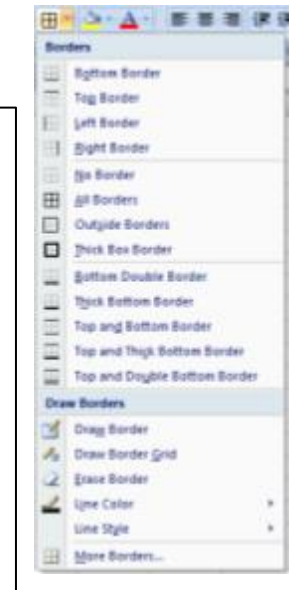 Borders
Bottom Border
Top Border
Left Border
Right Border
No Border
All Borders
Outside Borders
Thick Box Border
Bottom Double Border
Thick Bottom Border
Top and Bottom Border
Top and Thick Bottom Border
Top and Double Bottom Border
Draw Borders
Draw Border
Draw Border Grid
Erase Border
Line Color
Line Style
More Borders...